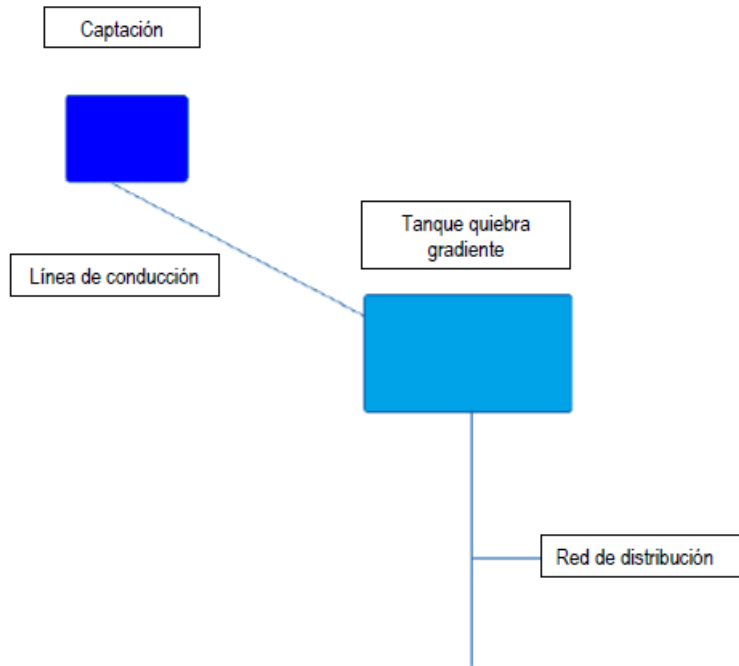 Captación
Tanque quiebra
gradiente
Línea de conducción
Red de distribución